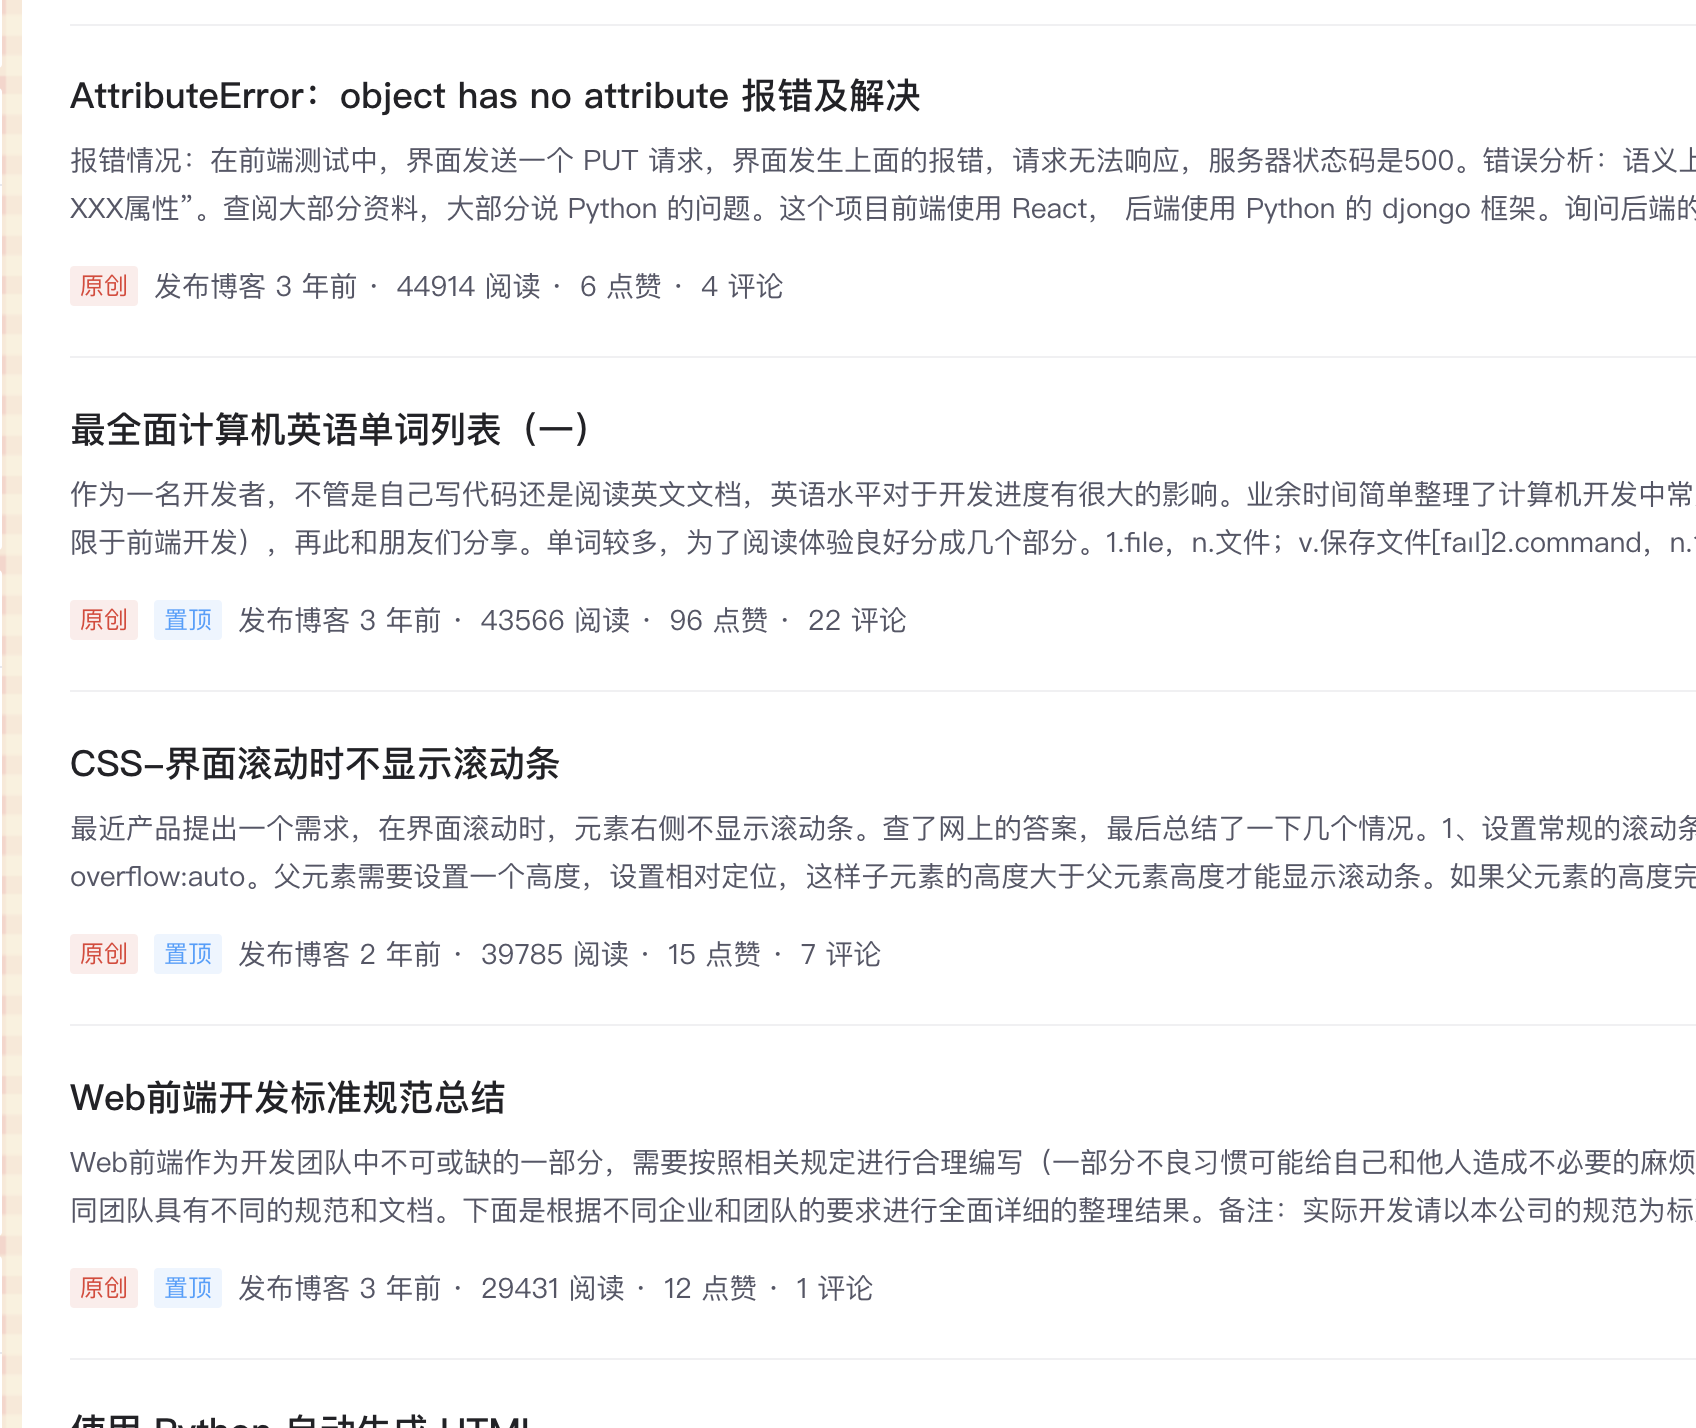 AttributeError：object has no attribute 报错及解决
报错情况：在前端测试中，界面发送一个 PUT 请求，界面发生上面的报错，请求无法响应，服务器状态码是500。错误分析：语义上
XXX属性”。查阅大部分资料，大部分说 Python 的问题。这个项目前端使用 React， 后端使用 Python 的 djongo 框架。询问后端的
原创 发布博客 3 年前 · 44914 阅读 · 6 点赞 · 4 评论
最全面计算机英语单词列表（一）
作为一名开发者，不管是自己写代码还是阅读英文文档，英语水平对于开发进度有很大的影响。业余时间简单整理了计算机开发中常
限于前端开发），再此和朋友们分享。单词较多，为了阅读体验良好分成几个部分。1.file，n.文件；v.保存文件[faıl]2.command，n.
原创 置顶 发布博客 3 年前 · 43566 阅读 · 96 点赞 · 22 评论
CSS-界面滚动时不显示滚动条
最近产品提出一个需求，在界面滚动时，元素右侧不显示滚动条。查了网上的答案，最后总结了一下几个情况。1、设置常规的滚动条
overflow:auto。父元素需要设置一个高度，设置相对定位，这样子元素的高度大于父元素高度才能显示滚动条。如果父元素的高度完
原创 置顶 发布博客 2 年前 · 39785 阅读 · 15 点赞 · 7 评论
Web前端开发标准规范总结
Web前端作为开发团队中不可或缺的一部分，需要按照相关规定进行合理编写（一部分不良习惯可能给自己和他人造成不必要的麻烦
同团队具有不同的规范和文档。下面是根据不同企业和团队的要求进行全面详细的整理结果。备注：实际开发请以本公司的规范为标
原创 置顶 发布博客 3 年前 · 29431 阅读 · 12 点赞 · 1 评论
使用 Python 自动生成 HTML